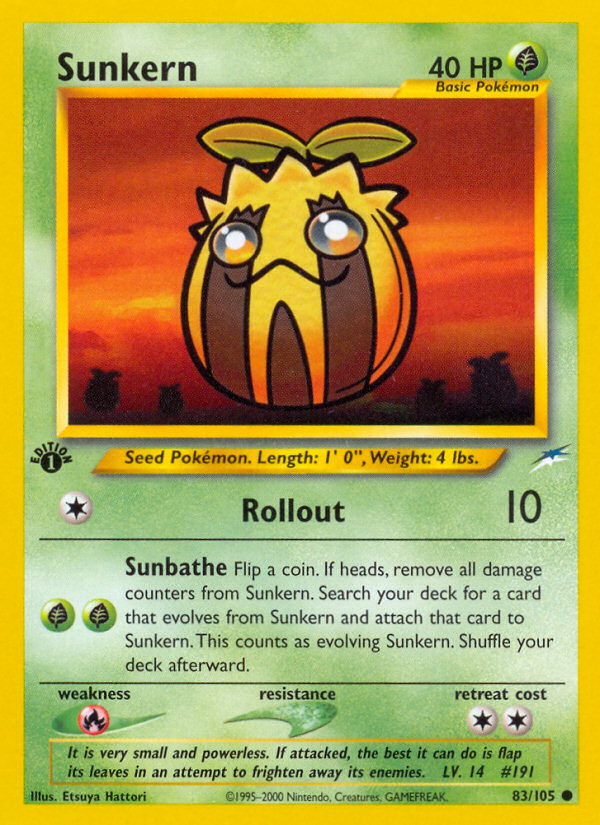 Sunkern
40 HP
Basic Pokémon
EDITION
1
Seed Pokémon. Length: 1' 0", Weight: 4 lbs.
Rollout 10
Sunbathe Flip a coin. If heads, remove all damage
counters from Sunkern. Search your deck for a card
that evolves from Sunkern and attach that card to
Sunkern. This counts as evolving Sunkern. Shuffle your
deck afterward.
weakness resistance retreat cost
It is very small and powerless. If attacked, the best it can do is flap
its leaves in an attempt to frighten away its enemies. LV. 14 #191
Illus. Etsuya Hattori ©1995–2000 Nintendo, Creatures, GAMEFREAK. 83/105